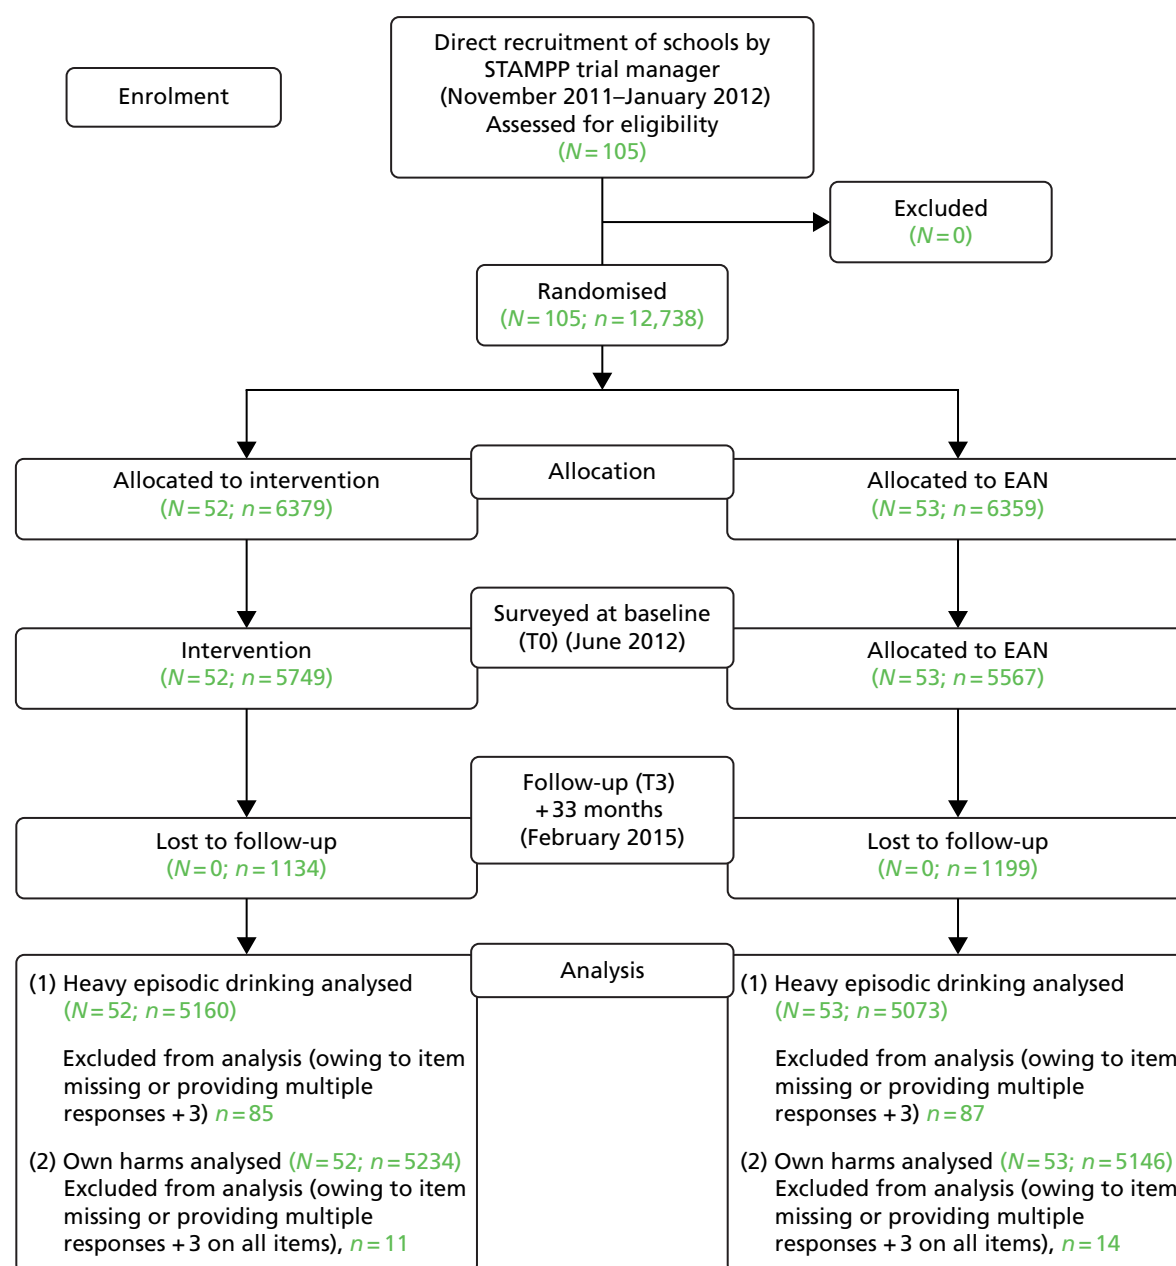 Direct recruitment of schools by
STAMPP trial manager
(November 2011–January 2012)
Assessed for eligibility
(N=105)
Enrolment
Excluded
(N=0)
Randomised
(N=105; n=12,738)
Allocation
Allocated to intervention
(N=52; n=6379)
Allocated to EAN
(N=53; n=6359)
Surveyed at baseline
(T0) (June 2012)
Intervention
(N=52; n=5749)
Allocated to EAN
(N=53; n=5567)
Follow-up (T3)
+33 months
(February 2015)
Lost to follow-up
(N=0; n=1134)
Lost to follow-up
(N=0; n=1199)
Analysis
(1) Heavy episodic drinking analysed
(N=52; n=5160)
Excluded from analysis (owing to item
missing or providing multiple
responses +3) n=85
(2) Own harms analysed (N=52; n=5234)
Excluded from analysis (owing to item
missing or providing multiple
responses +3 on all items), n=11
(1) Heavy episodic drinking analysed
(N=53; n=5073)
Excluded from analysis (owing to item
missing or providing multiple
responses +3) n=87
(2) Own harms analysed (N=53; n=5146)
Excluded from analysis (owing to item
missing or providing multiple
responses +3 on all items), n=14